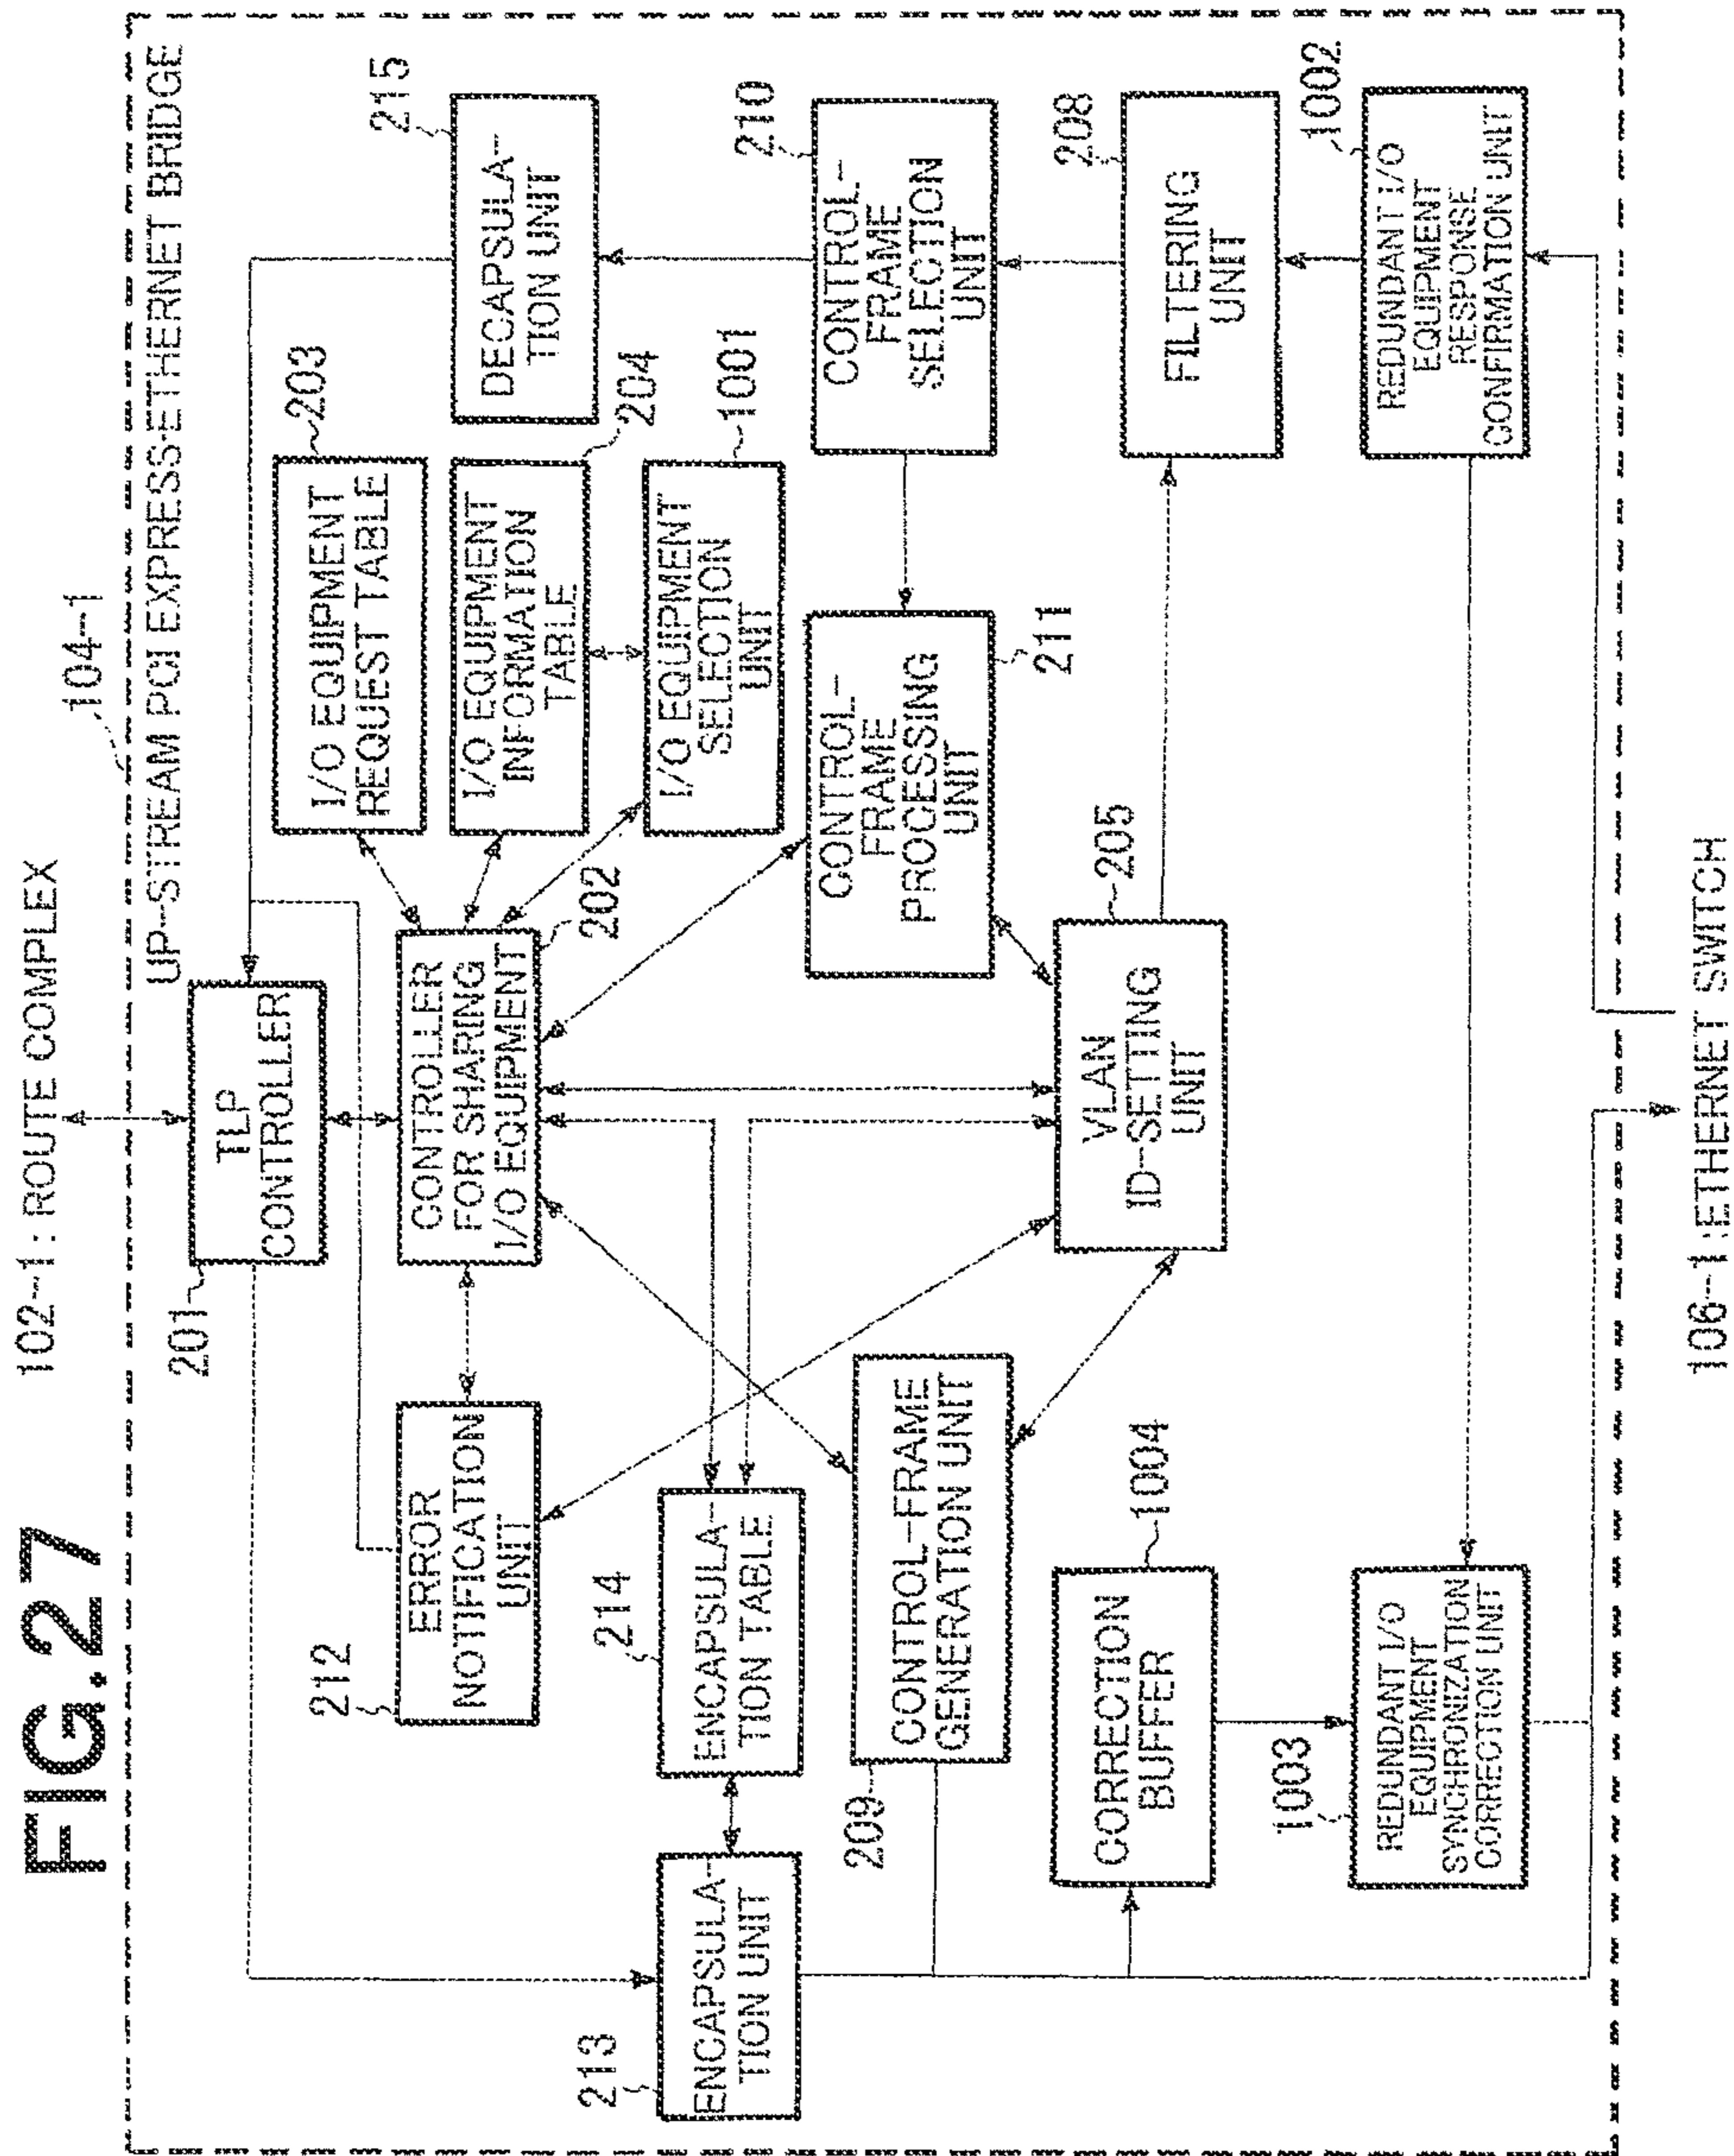 FIG.27
102-1: ROUTE COMPLEX
104-1
UP-STREAM PCI EXPRESS-ETHERNET BRIDGE
201
TLP
CONTROLLER
203
I/O EQUIPMENT
REQUEST TABLE
215
DECAPSULA-
TION UNIT
212
ERROR
NOTIFICATION
UNIT
CONTROLLER
FOR SHARING
I/O EQUIPMENT
202
I/O EQUIPMENT
INFORMATION
TABLE
204
I/O EQUIPMENT
SELECTION
UNIT
1001
213
ENCAPSULA-
TION UNIT
214
ENCAPSULA-
TION TABLE
210
CONTROL-
FRAME
SELECTION
UNIT
CONTROL-
FRAME
PROCESSING
UNIT
211
209
CONTROL-FRAME
GENERATION UNIT
205
VLAN
ID-SETTING
UNIT
208
FILTERING
UNIT
1004
CORRECTION
BUFFER
1003
REDUNDANT I/O
EQUIPMENT
SYNCHRONIZATION
CORRECTION UNIT
1002
REDUNDANT I/O
EQUIPMENT
RESPONSE
CONFIRMATION UNIT
106-1:ETHERNET SWITCH